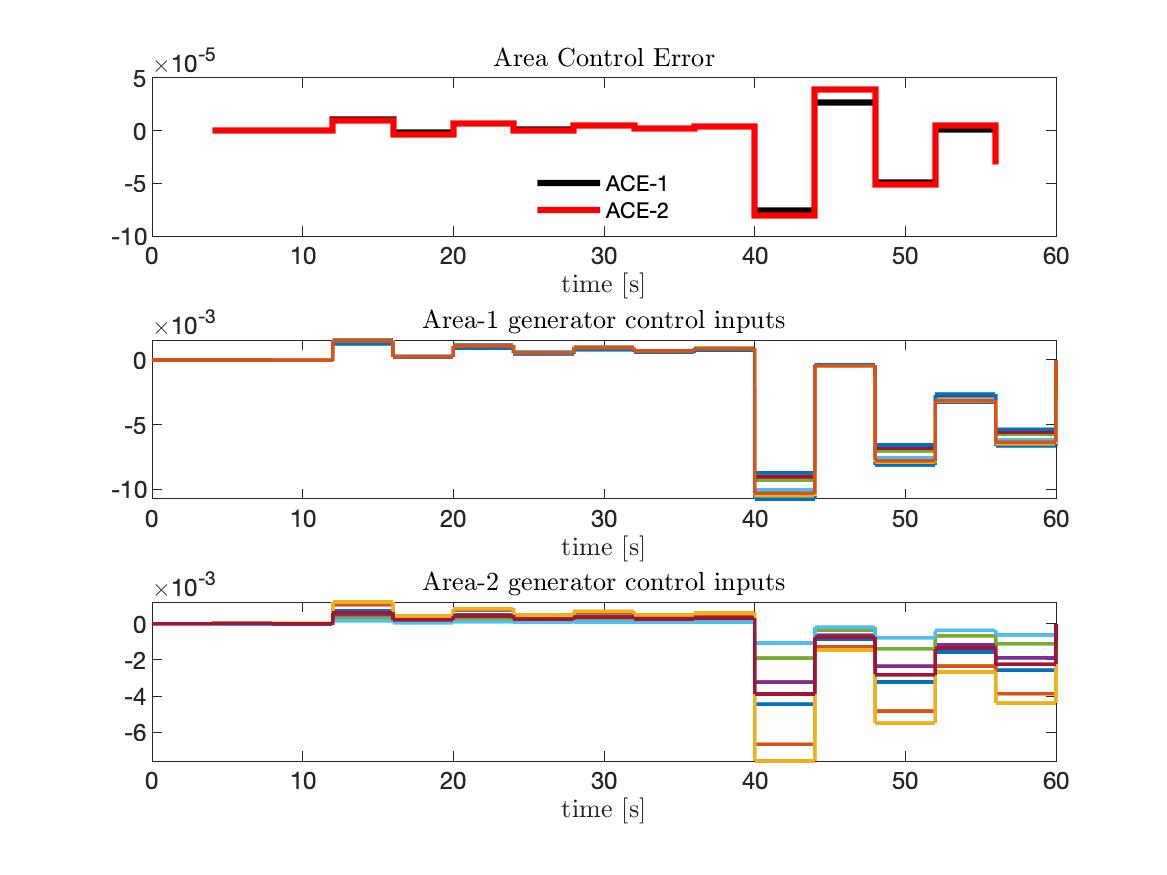 ×10-5
Area Control Error
5
0
-5
-10
ACE-1
ACE-2
0 10 20 30 40 50 60
time [s]
×10-3
Area-1 generator control inputs
0
-5
-10
0 10 20 30 40 50 60
time [s]
×10-3
Area-2 generator control inputs
0
-2
-4
-6
0 10 20 30 40 50 60
time [s]